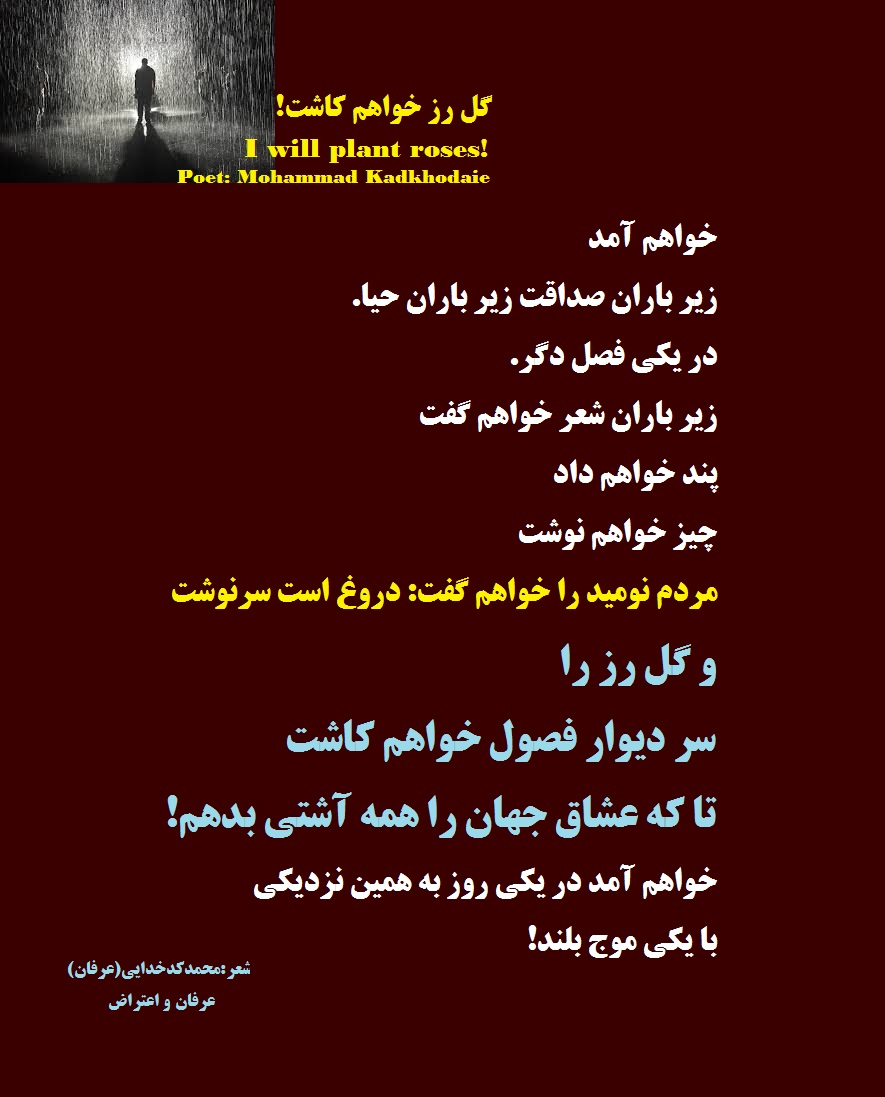 گل رز خواهم کاشت!
I will plant roses!
Poet: Mohammad Kadkhodaie
خواهم آمد
زیر باران صداقت زیر باران حیا.
در یکی فصل دگر.
زیر باران شعر خواهم گفت
پند خواهم داد
چیز خواهم نوشت
مردم نومید را خواهم گفت: دروغ است سرنوشت
و گل رز را
سر دیوار فصول خواهم کاشت
تا که عشاق جهان را همه آشتی بدهم!
خواهم آمد در یکی روز به همین نزدیکی
با یکی موج بلند!
شعر:محمدکدخدایی(عرفان)
عرفان و اعتراض